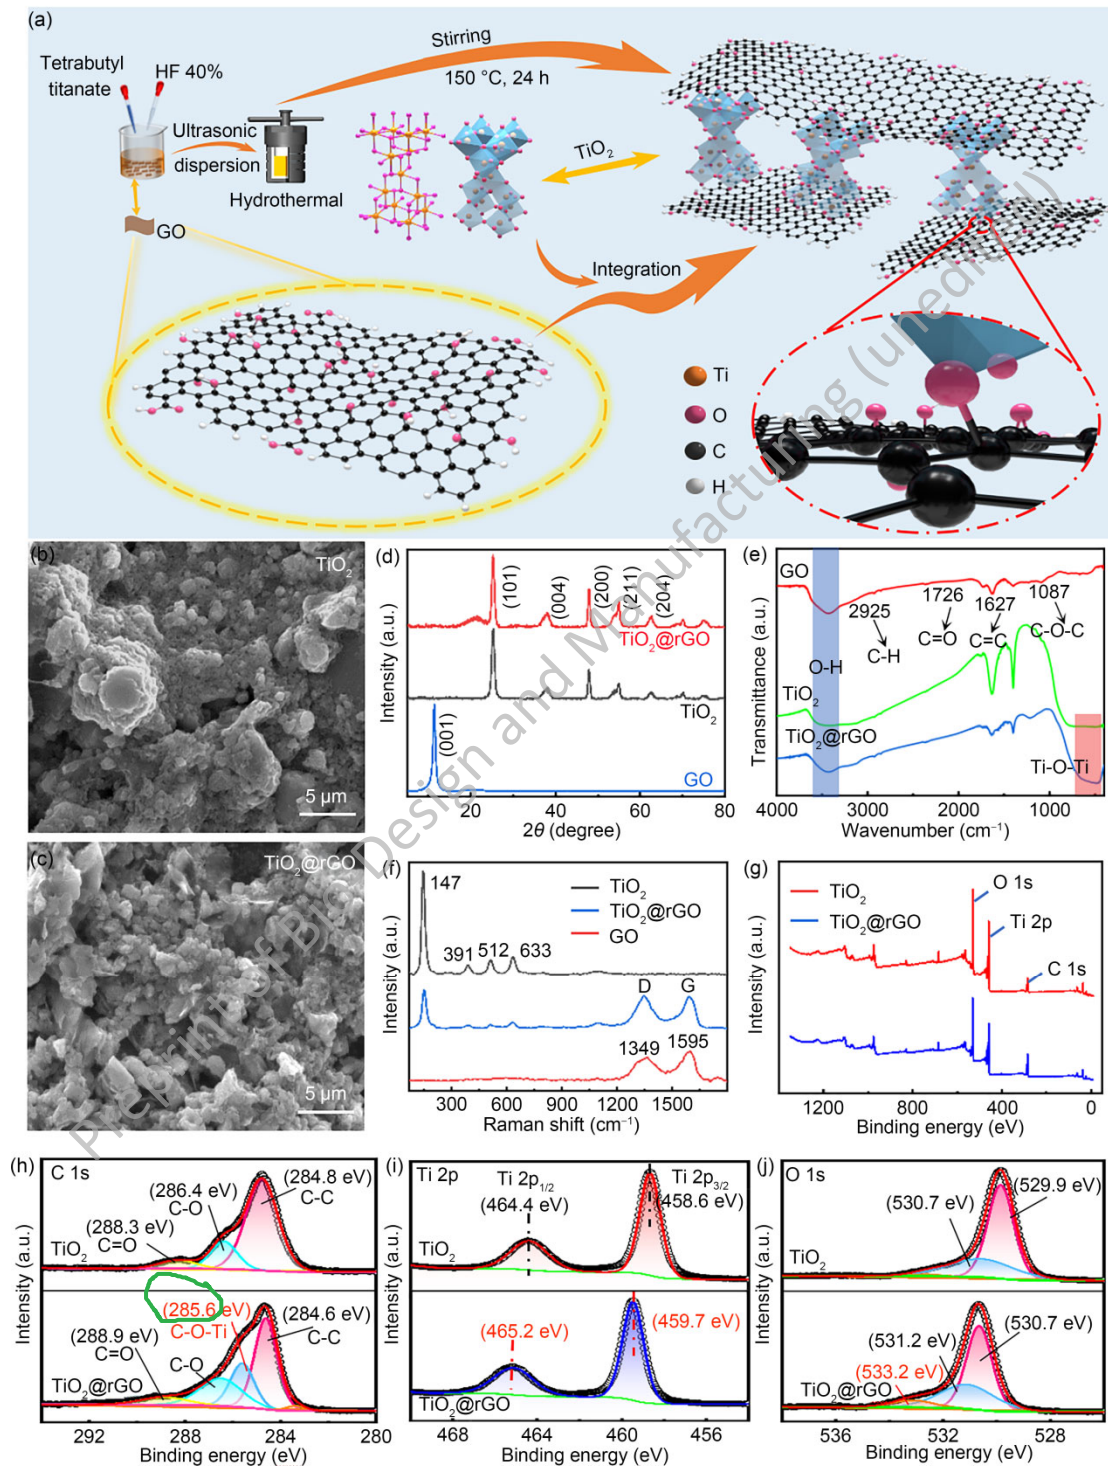 (a)
Tetrabutyl
titanate
HF 40%
Stirring
150 °C, 24 h
Ultrasonic
dispersion
Hydrothermal
TiO2
GO
Integration
Ti
O
C
H
(b)
TiO2
5 μm
(c)
TiO2@rGO
5 μm
(d)
Intensity (a.u.)
(101)
(004)
(200)
(211)
(204)
TiO2@rGO
TiO2
(001)
GO
20 40 60 80
2θ (degree)
(e)
Transmittance (a.u.)
GO
2925
1726
1627
1087
C-H
C=O
C=C
C-O-C
O-H
TiO2
TiO2@rGO
Ti-O-Ti
4000 3000 2000 1000
Wavenumber (cm⁻¹)
(f)
Intensity (a.u.)
147
391 512 633
TiO2
TiO2@rGO
GO
D G
1349 1595
300 600 900 1200 1500
Raman shift (cm⁻¹)
(g)
Intensity (a.u.)
TiO2
TiO2@rGO
O 1s
Ti 2p
C 1s
1200 800 400 0
Binding energy (eV)
(h)
Intensity (a.u.)
C 1s
(284.8 eV)
C-C
(286.4 eV)
C-O
(288.3 eV)
C=O
TiO2
(285.6 eV)
C-O-Ti
(284.6 eV)
C-C
(288.9 eV)
C=O
C-O
TiO2@rGO
292 288 284 280
Binding energy (eV)
(i)
Intensity (a.u.)
Ti 2p
Ti 2p1/2
(464.4 eV)
Ti 2p3/2
(458.6 eV)
TiO2
(465.2 eV)
(459.7 eV)
TiO2@rGO
468 464 460 456
Binding energy (eV)
(j)
Intensity (a.u.)
O 1s
(529.9 eV)
(530.7 eV)
TiO2
(530.7 eV)
(531.2 eV)
(533.2 eV)
TiO2@rGO
536 532 528
Binding energy (eV)